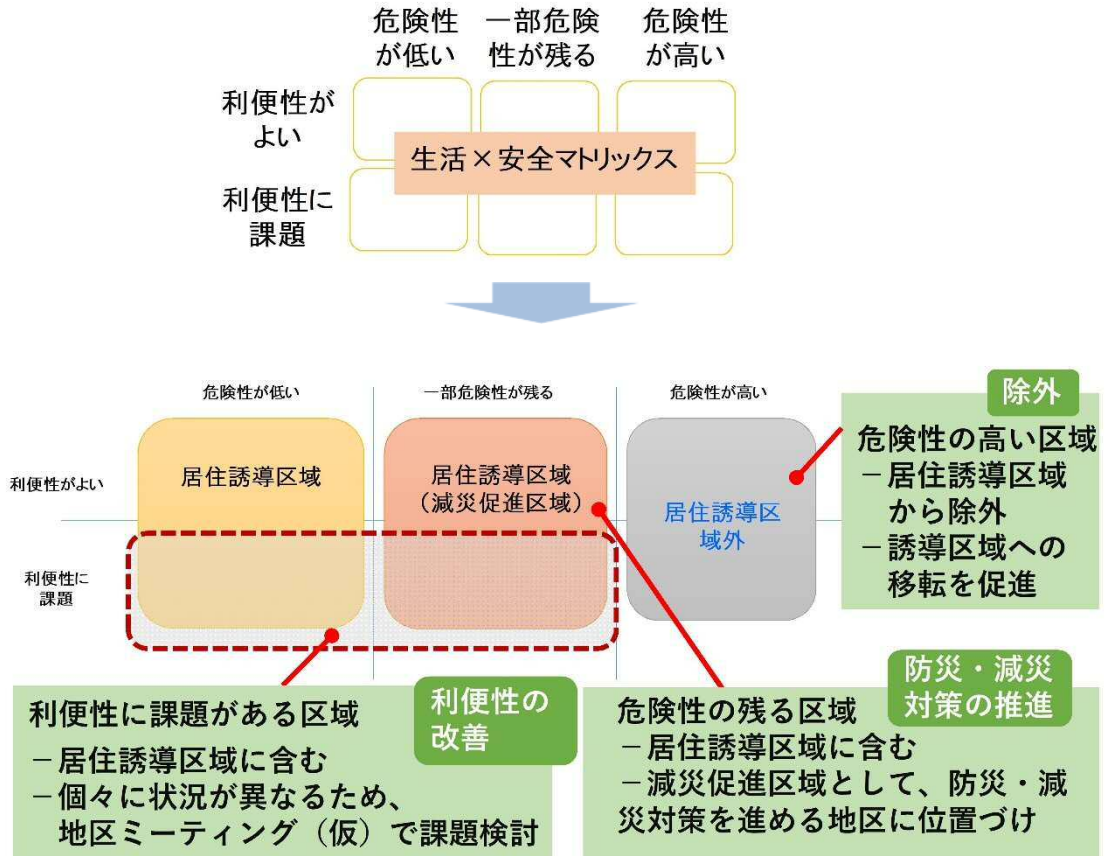 危険性
が低い
一部危険
性が残る
危険性
が高い
利便性が
よい
生活×安全マトリックス
利便性に
課題
危険性が低い
一部危険性が残る
危険性が高い
利便性がよい
利便性に
課題
居住誘導区域
居住誘導区域
（減災促進区域）
居住誘導区
域外
除外
危険性の高い区域
－居住誘導区域
から除外
－誘導区域への
移転を促進
利便性の
改善
利便性に課題がある区域
－居住誘導区域に含む
－個々に状況が異なるため、
地区ミーティング（仮）で課題検討
防災・減災
対策の推進
危険性の残る区域
－居住誘導区域に含む
－減災促進区域として、防災・減
災対策を進める地区に位置づけ